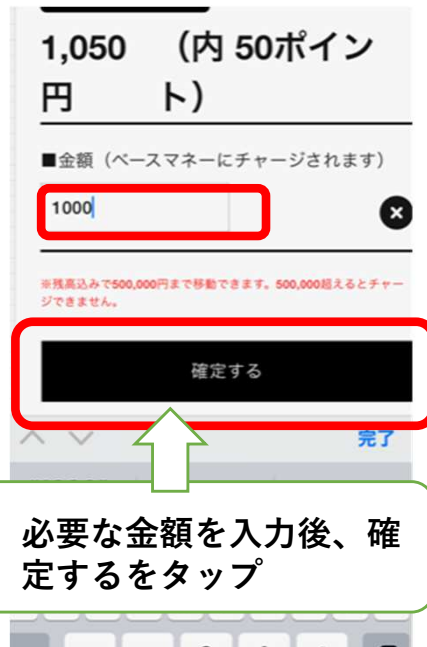 1,050 （内 50ポイン
円 ト）
■金額（ベースマネーにチャージされます）
1000
※残高込みで500,000円まで移動できます。500,000超えるとチャー
ジできません。
確定する
完了
必要な金額を入力後、確
定するをタップ